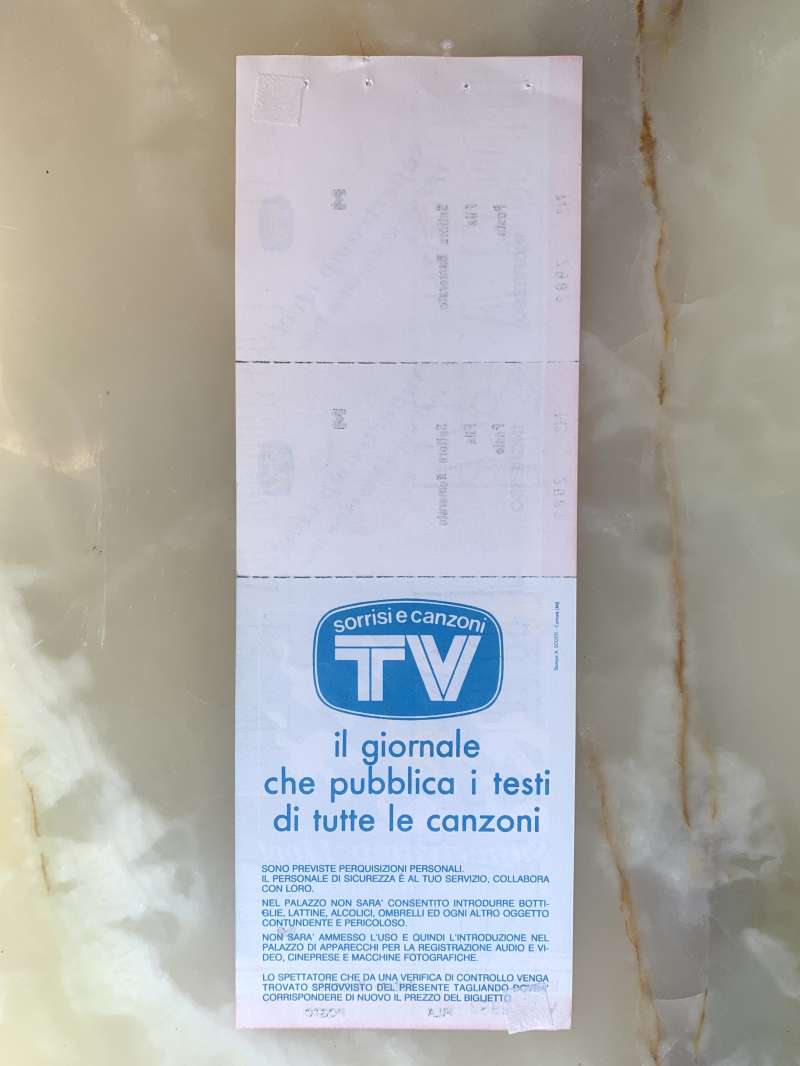 sorrisi e canzoni
TV
il giornale
che pubblica i testi
di tutte le canzoni
SONO PREVISTE PERQUISIZIONI PERSONALI.
IL PERSONALE DI SICUREZZA È AL TUO SERVIZIO, COLLABORA
CON LORO.
NEL PALAZZO NON SARA' CONSENTITO INTRODURRE BOTTI-
GLIE, LATTINE, ALCOLICI, OMBRELLI ED OGNI ALTRO OGGETTO
CONTUNDENTE E PERICOLOSO.
NON SARA' AMMESSO L'USO E QUINDI L'INTRODUZIONE NEL
PALAZZO DI APPARECCHI PER LA REGISTRAZIONE AUDIO E VI-
DEO, CINEPRESE E MACCHINE FOTOGRAFICHE.
LO SPETTATORE CHE DA UNA VERIFICA DI CONTROLLO VENGA
TROVATO SPROVVISTO DEL PRESENTE TAGLIANDO DOVRA'
CORRISPONDERE DI NUOVO IL PREZZO DEL BIGLIETTO